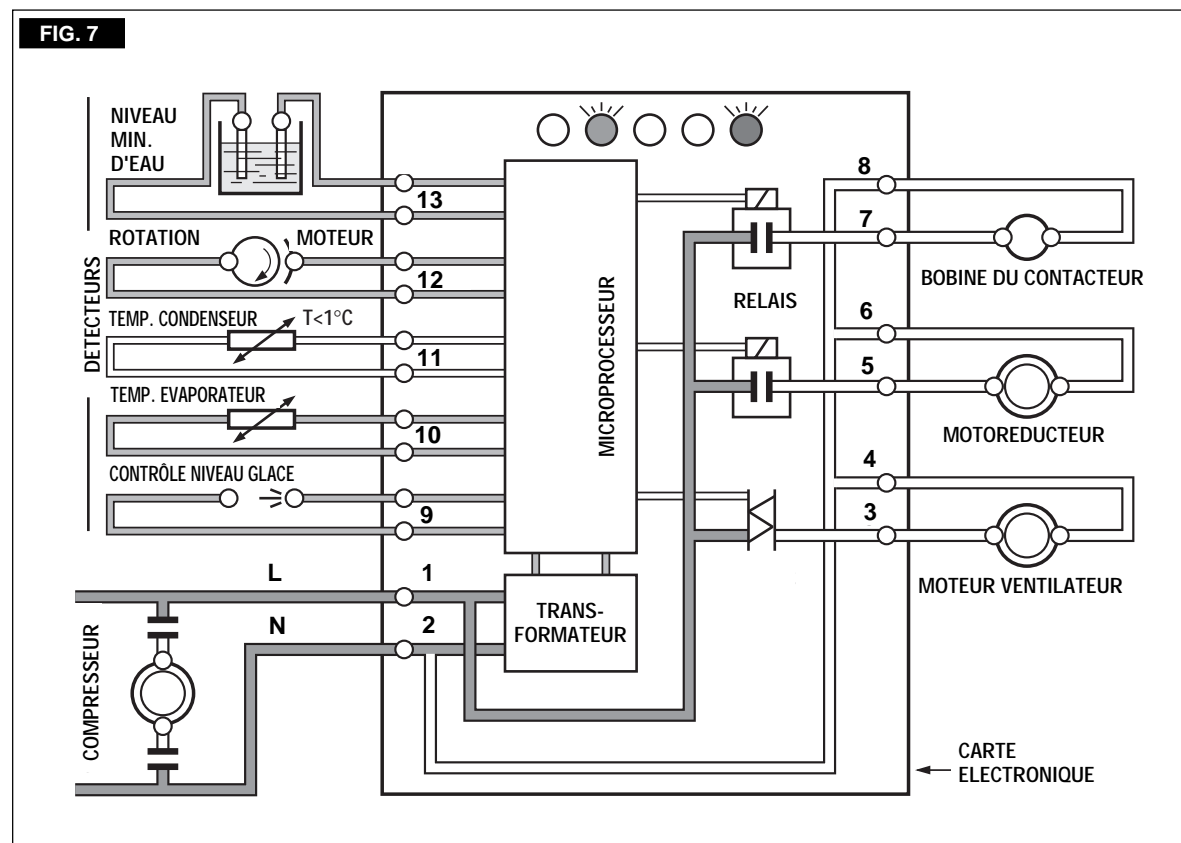 FIG. 7
NIVEAU
MIN.
D'EAU
13
ROTATION
MOTEUR
12
DETECTEURS
TEMP. CONDENSEUR
T<1°C
11
TEMP. EVAPORATEUR
10
CONTRÔLE NIVEAU GLACE
9
MICROPROCESSEUR
RELAIS
8
7
BOBINE DU CONTACTEUR
6
5
MOTOREDUCTEUR
4
3
MOTEUR VENTILATEUR
L
1
N
2
TRANS-
FORMATEUR
COMPRESSEUR
CARTE
ELECTRONIQUE